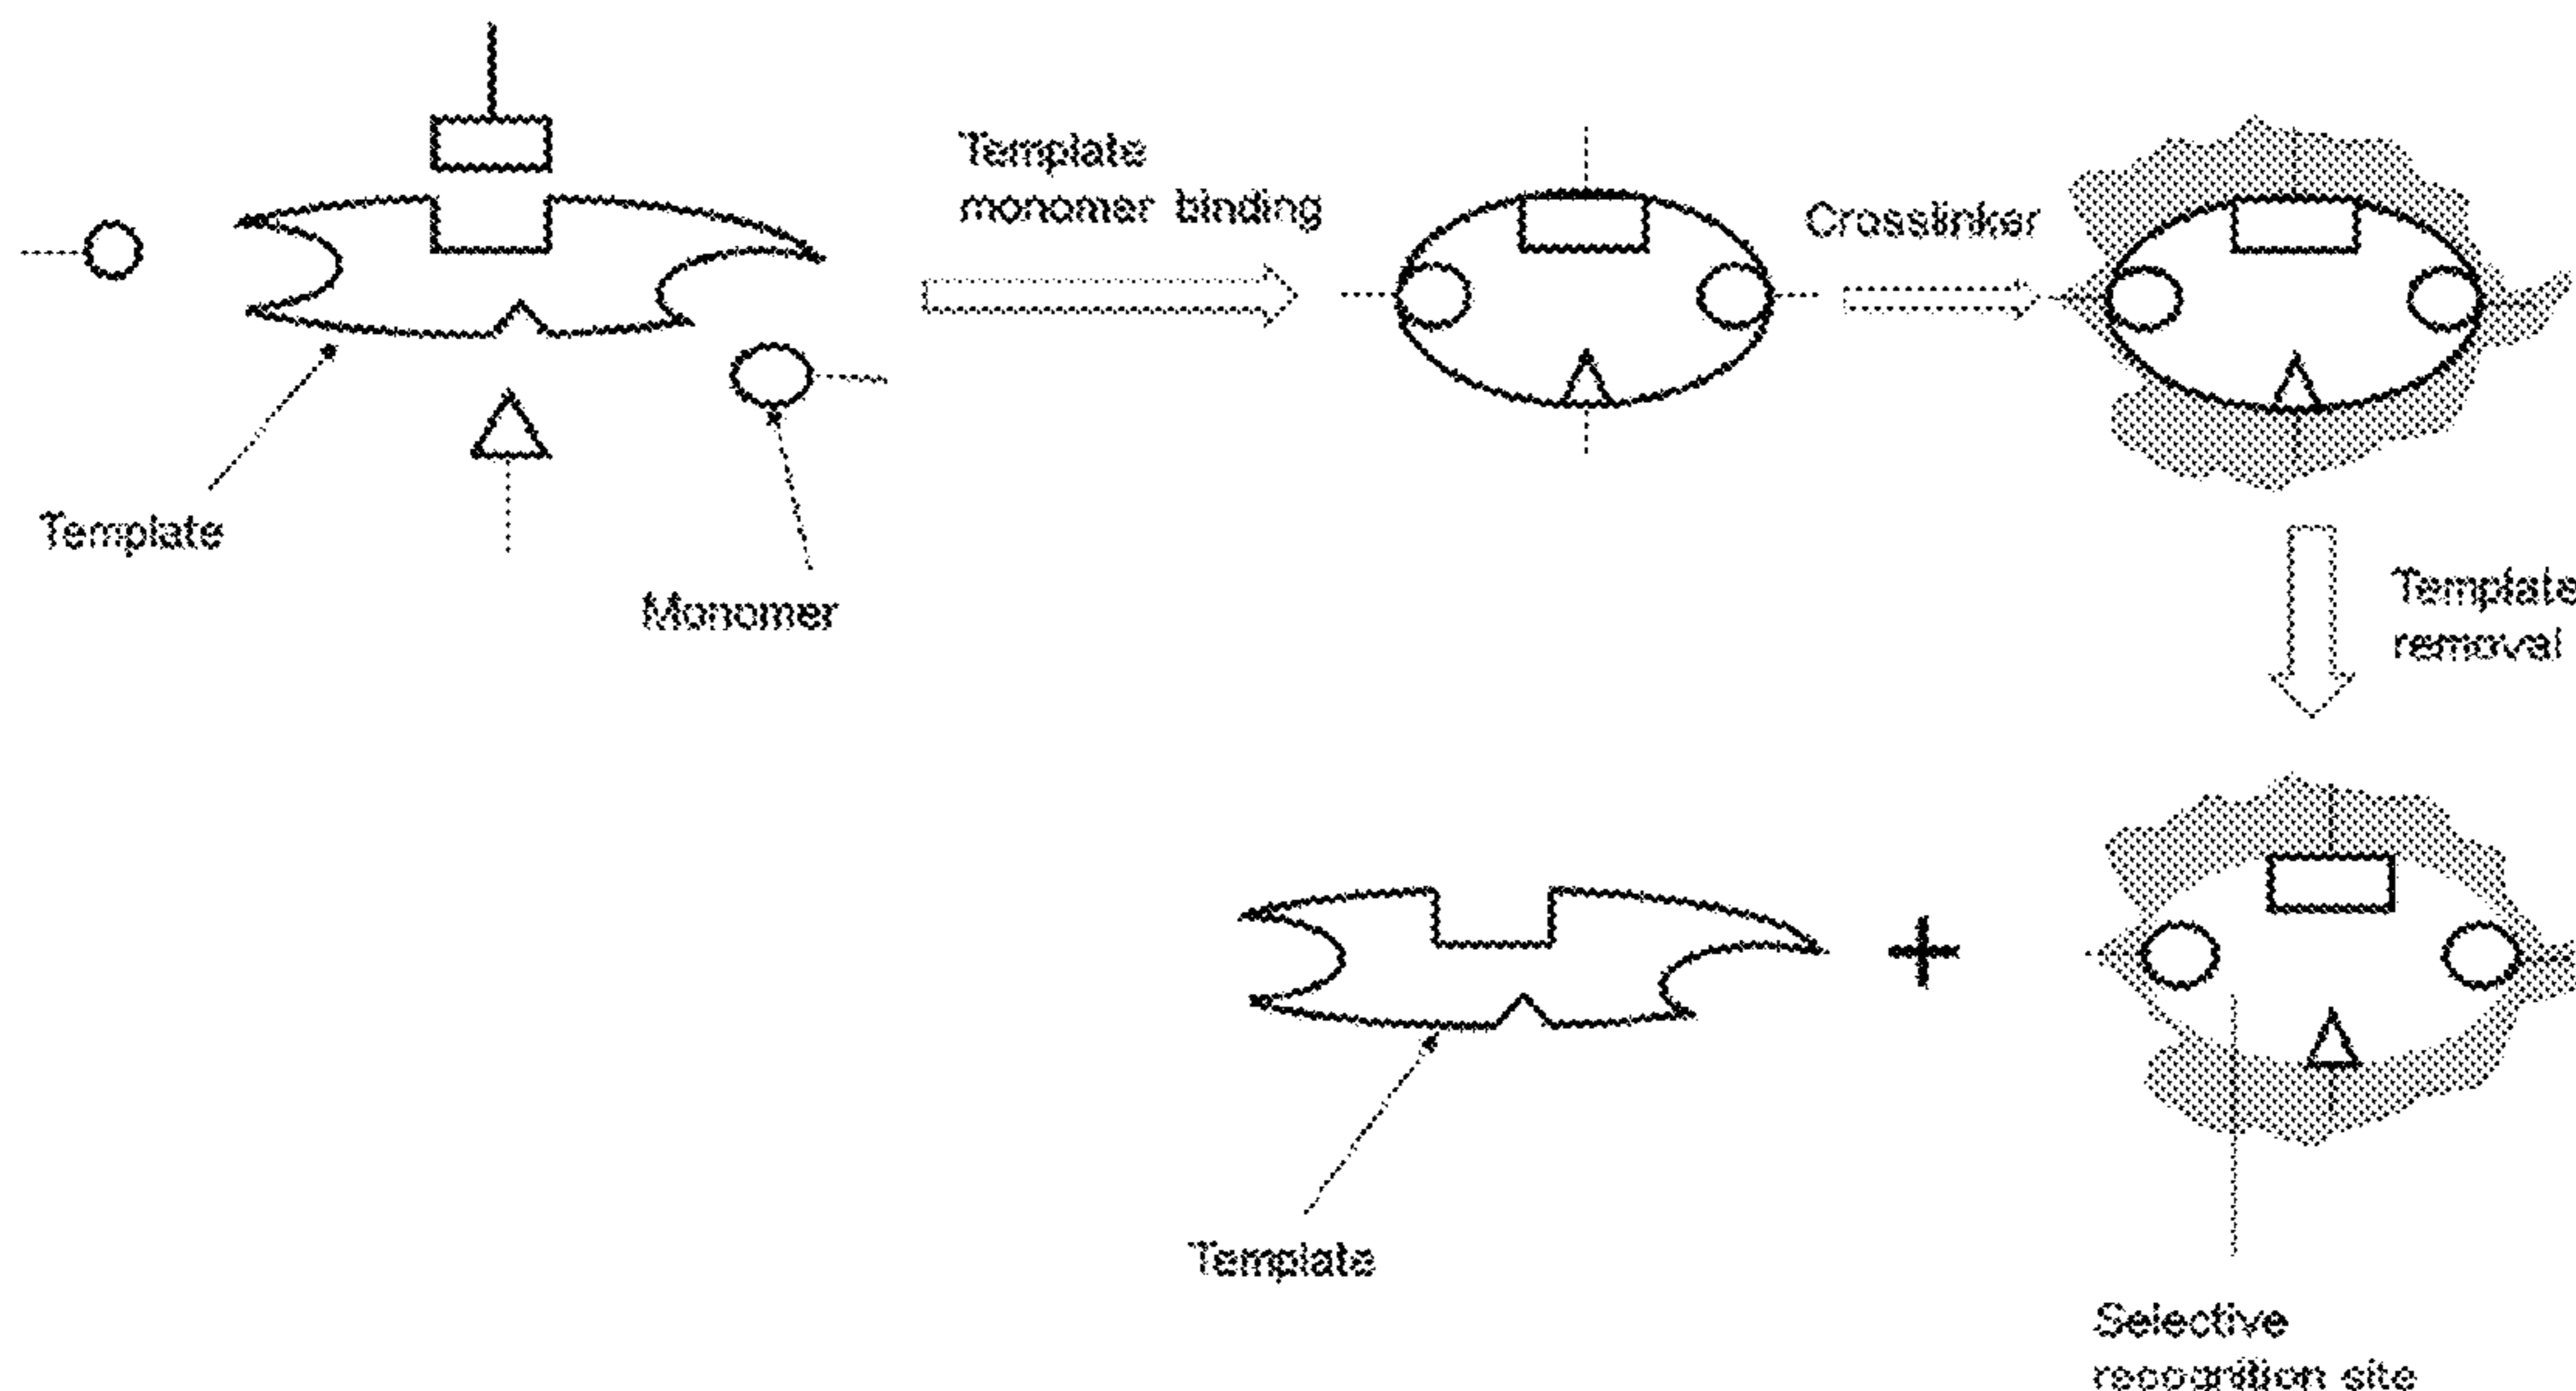 Template
monomer binding
Crosslinker
Template
Monomer
Template
removal
Template
Selective
recognition site